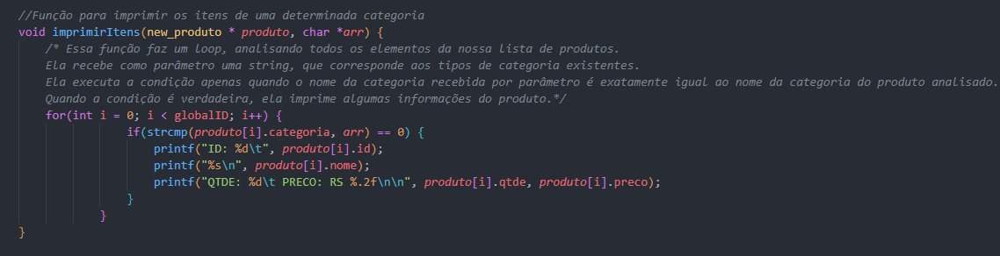 //Função para imprimir os itens de uma determinada categoria
void imprimirItens(new_produto * produto, char *arr) {
/* Essa função faz um loop, analisando todos os elementos da nossa lista de produtos.
Ela recebe como parâmetro uma string, que corresponde aos tipos de categoria existentes.
Ela executa a condição apenas quando o nome da categoria recebida por parâmetro é exatamente igual ao nome da categoria do produto analisado.
Quando a condição é verdadeira, ela imprime algumas informações do produto.*/
for(int i = 0; i < globalID; i++) {
if(strcmp(produto[i].categoria, arr) == 0) {
printf("ID: %d\t", produto[i].id);
printf("%s\n", produto[i].nome);
printf("QTDE: %d\t PRECO: RS %.2f\n\n", produto[i].qtde, produto[i].preco);
}
}
}